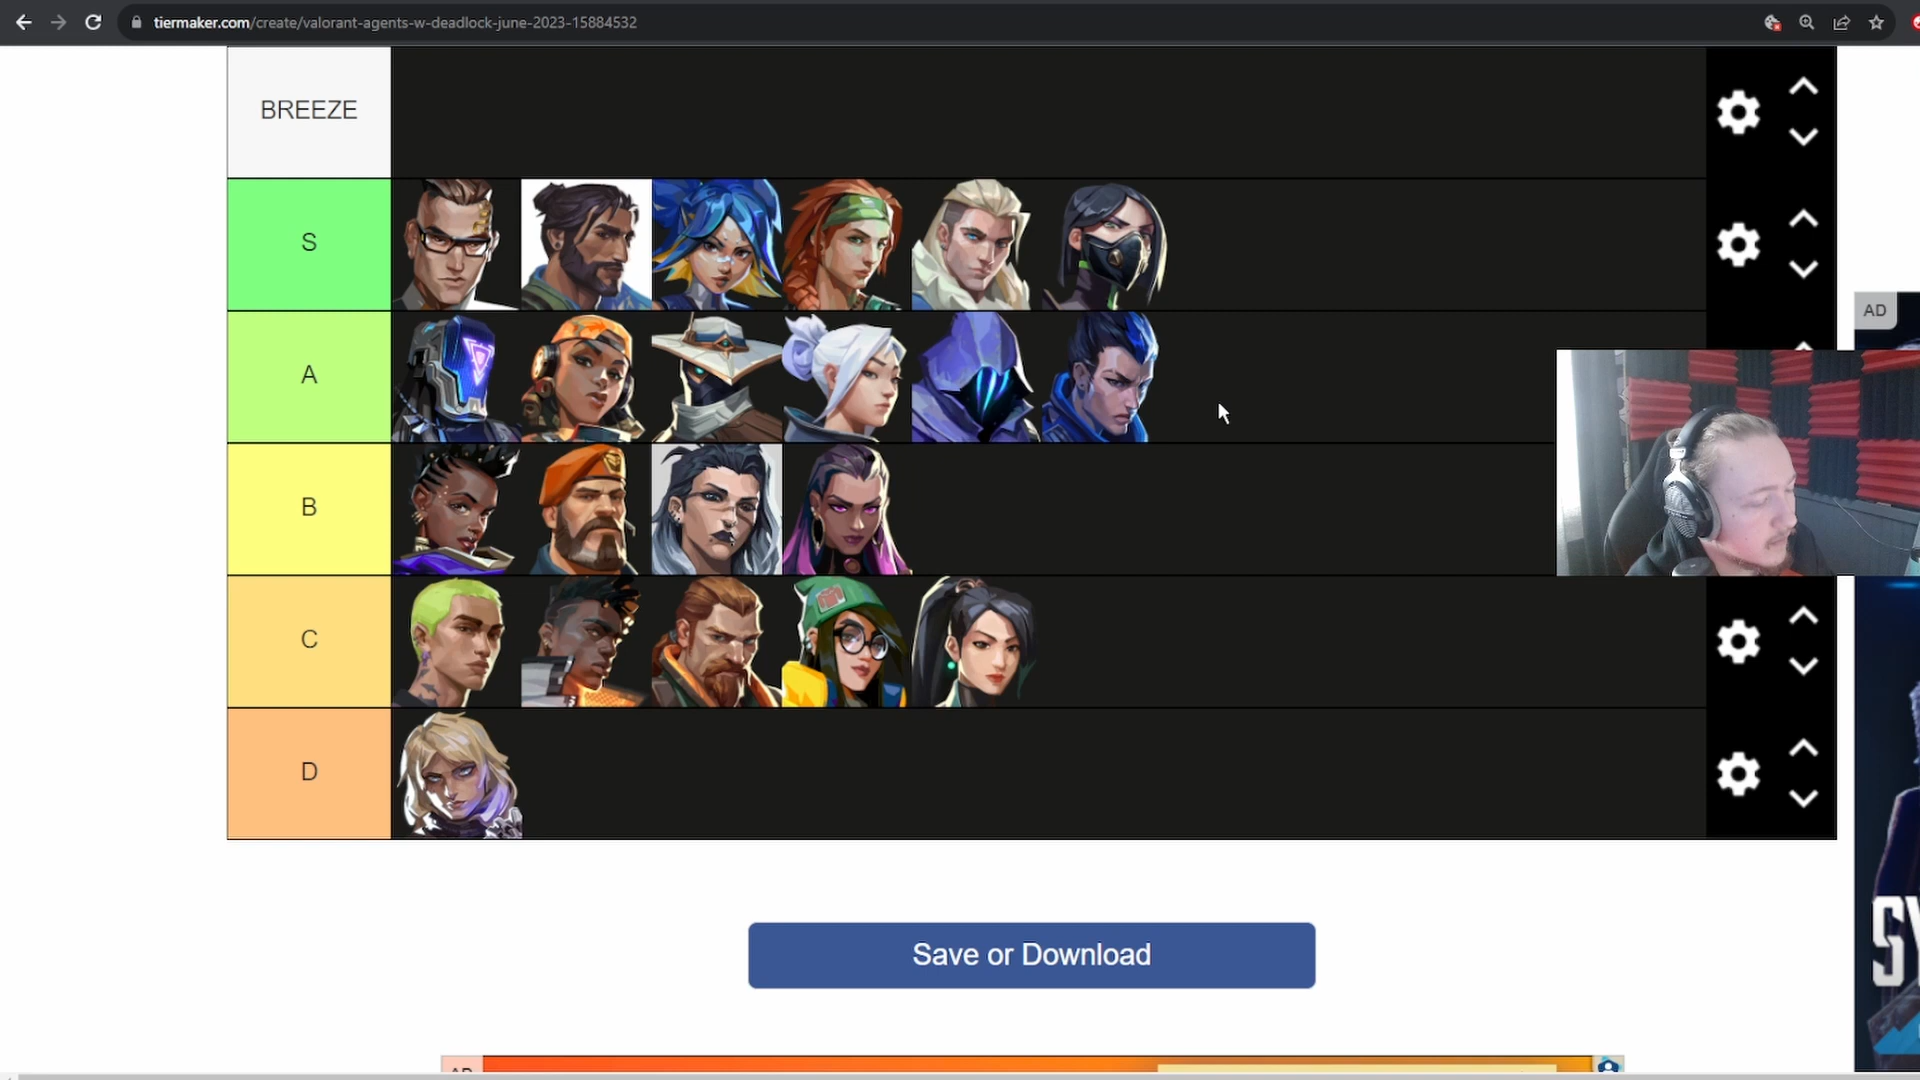 tiermaker.com/create/valorant-agents-w-deadlock-june-2023-15884532
BREEZE
S
A
AD
B
C
D
Save or Download